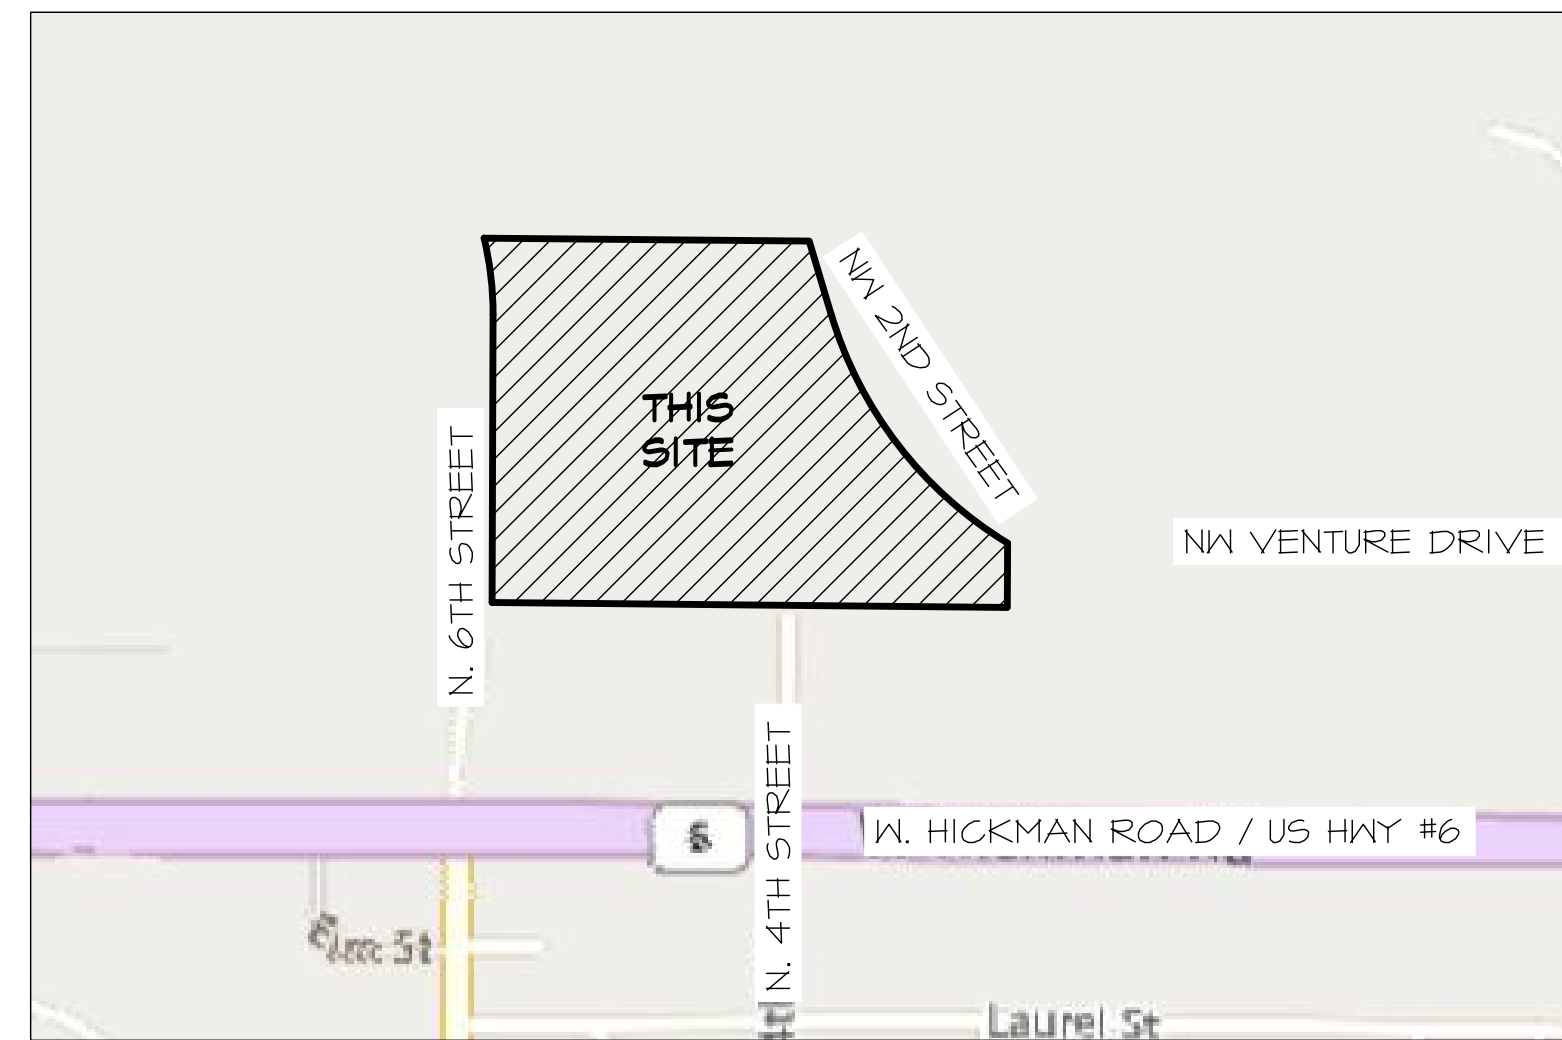 NW 2ND STREET
THIS
SITE
N. 6TH STREET
NW VENTURE DRIVE
N. 4TH STREET
6
W. HICKMAN ROAD / US HWY #6
Elm St
Laurel St